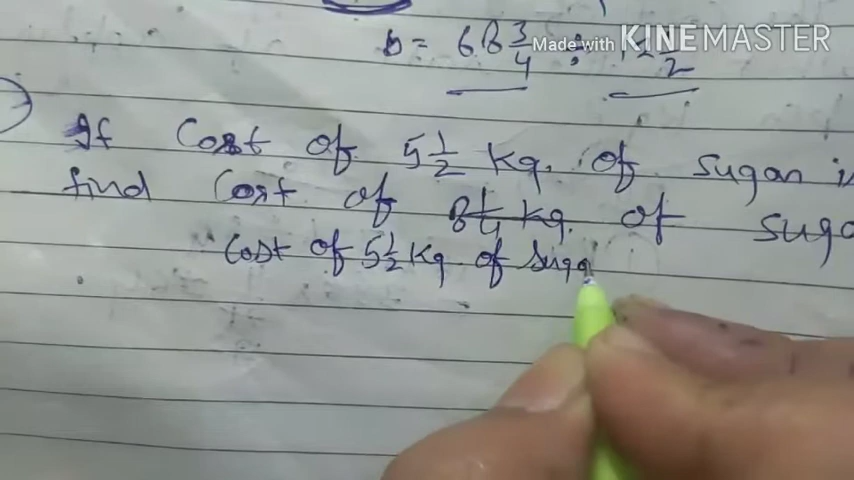 b = 68 3/4 : 12 1/2
Made with KINEMASTER
If Cost of 5 1/2 Kg. of sugar is
find Cost of 8 1/4 kg. of suga
Cost of 5 1/2 Kg of suga